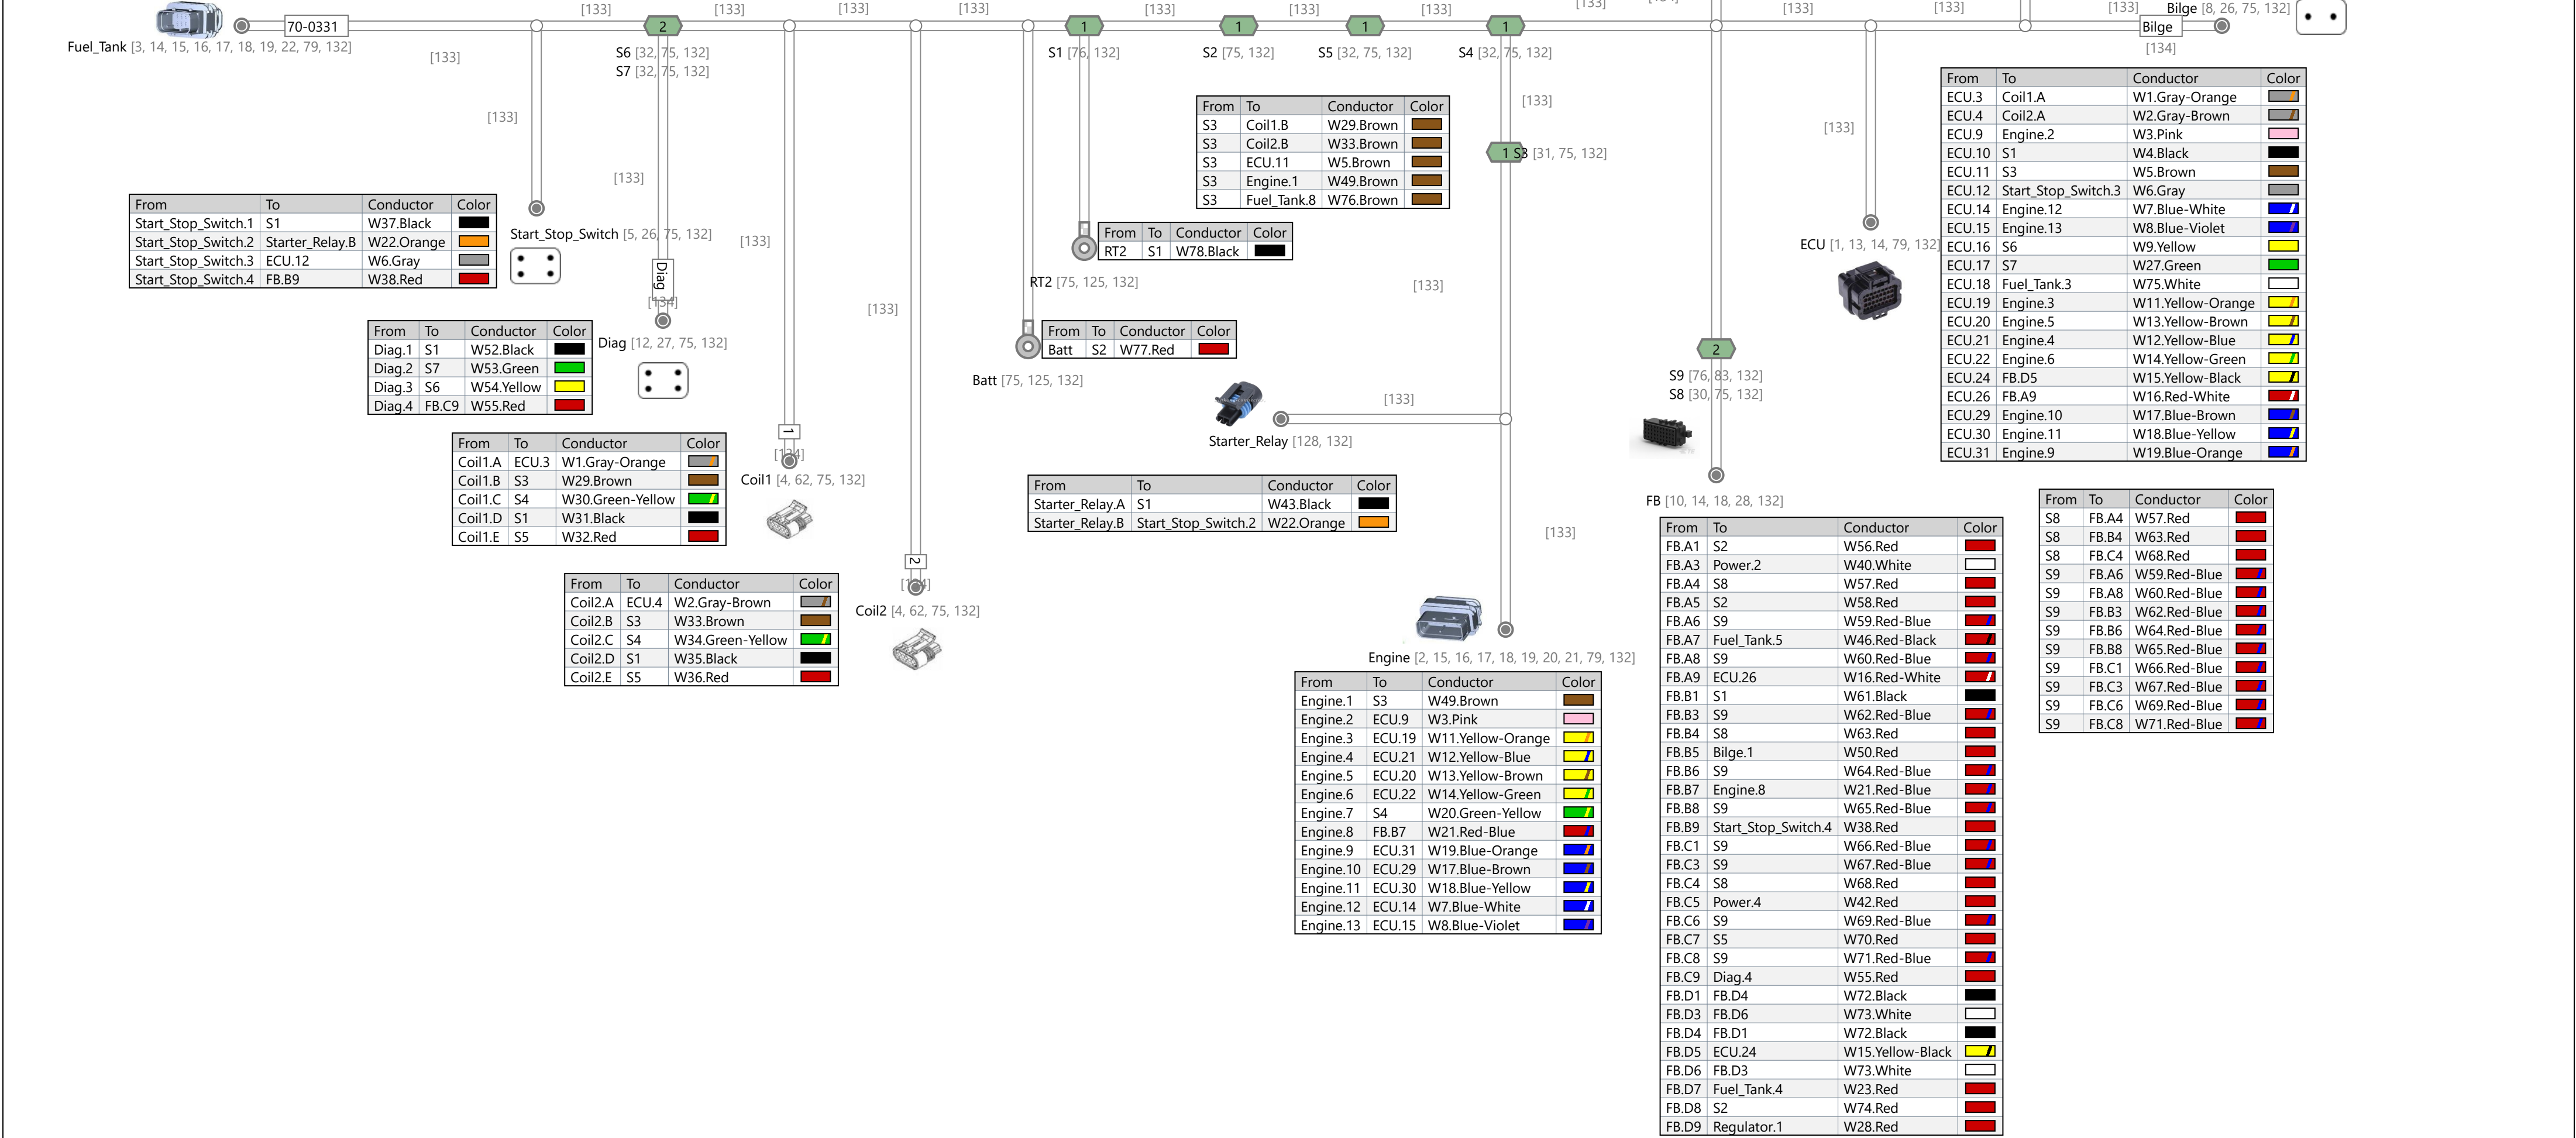 [133] [133] [133] [133] [133] [133] [133] [133] [133] [133] [133] Bilge [8, 26, 75, 132]
70-0331 2 1 1 1 1 Bilge
Fuel_Tank [3, 14, 15, 16, 17, 18, 19, 22, 79, 132]
[133]
S6 [32, 75, 132]
S7 [32, 75, 132]
S1 [76, 132]
S2 [75, 132]
S5 [32, 75, 132]
S4 [32, 75, 132]
[134]
[133]
[133]
[133]
[133]
1 S3 [31, 75, 132]
[133]
From To Conductor Color
Start_Stop_Switch.1 S1 W37.Black
Start_Stop_Switch.2 Starter_Relay.B W22.Orange
Start_Stop_Switch.3 ECU.12 W6.Gray
Start_Stop_Switch.4 FB.B9 W38.Red
Start_Stop_Switch [5, 26, 75, 132]
[133]
Diag
[134]
Diag [12, 27, 75, 132]
From To Conductor Color
Diag.1 S1 W52.Black
Diag.2 S7 W53.Green
Diag.3 S6 W54.Yellow
Diag.4 FB.C9 W55.Red
From To Conductor Color
Coil1.A ECU.3 W1.Gray-Orange
Coil1.B S3 W29.Brown
Coil1.C S4 W30.Green-Yellow
Coil1.D S1 W31.Black
Coil1.E S5 W32.Red
1
[134]
Coil1 [4, 62, 75, 132]
From To Conductor Color
Coil2.A ECU.4 W2.Gray-Brown
Coil2.B S3 W33.Brown
Coil2.C S4 W34.Green-Yellow
Coil2.D S1 W35.Black
Coil2.E S5 W36.Red
[133]
2
[134]
Coil2 [4, 62, 75, 132]
From To Conductor Color
S3 Coil1.B W29.Brown
S3 Coil2.B W33.Brown
S3 ECU.11 W5.Brown
S3 Engine.1 W49.Brown
S3 Fuel_Tank.8 W76.Brown
From To Conductor Color
RT2 S1 W78.Black
RT2 [75, 125, 132]
[133]
From To Conductor Color
Batt S2 W77.Red
Batt [75, 125, 132]
[133]
Starter_Relay [128, 132]
From To Conductor Color
Starter_Relay.A S1 W43.Black
Starter_Relay.B Start_Stop_Switch.2 W22.Orange
[133]
Engine [2, 15, 16, 17, 18, 19, 20, 21, 79, 132]
From To Conductor Color
Engine.1 S3 W49.Brown
Engine.2 ECU.9 W3.Pink
Engine.3 ECU.19 W11.Yellow-Orange
Engine.4 ECU.21 W12.Yellow-Blue
Engine.5 ECU.20 W13.Yellow-Brown
Engine.6 ECU.22 W14.Yellow-Green
Engine.7 S4 W20.Green-Yellow
Engine.8 FB.B7 W21.Red-Blue
Engine.9 ECU.31 W19.Blue-Orange
Engine.10 ECU.29 W17.Blue-Brown
Engine.11 ECU.30 W18.Blue-Yellow
Engine.12 ECU.14 W7.Blue-White
Engine.13 ECU.15 W8.Blue-Violet
2
S9 [76, 83, 132]
S8 [30, 75, 132]
FB [10, 14, 18, 28, 132]
From To Conductor Color
FB.A1 S2 W56.Red
FB.A3 Power.2 W40.White
FB.A4 S8 W57.Red
FB.A5 S2 W58.Red
FB.A6 S9 W59.Red-Blue
FB.A7 Fuel_Tank.5 W46.Red-Black
FB.A8 S9 W60.Red-Blue
FB.A9 ECU.26 W16.Red-White
FB.B1 S1 W61.Black
FB.B3 S9 W62.Red-Blue
FB.B4 S8 W63.Red
FB.B5 Bilge.1 W50.Red
FB.B6 S9 W64.Red-Blue
FB.B7 Engine.8 W21.Red-Blue
FB.B8 S9 W65.Red-Blue
FB.B9 Start_Stop_Switch.4 W38.Red
FB.C1 S9 W66.Red-Blue
FB.C3 S9 W67.Red-Blue
FB.C4 S8 W68.Red
FB.C5 Power.4 W42.Red
FB.C6 S9 W69.Red-Blue
FB.C7 S5 W70.Red
FB.C8 S9 W71.Red-Blue
FB.C9 Diag.4 W55.Red
FB.D1 FB.D4 W72.Black
FB.D3 FB.D6 W73.White
FB.D4 FB.D1 W72.Black
FB.D5 ECU.24 W15.Yellow-Black
FB.D6 FB.D3 W73.White
FB.D7 Fuel_Tank.4 W23.Red
FB.D8 S2 W74.Red
FB.D9 Regulator.1 W28.Red
ECU [1, 13, 14, 79, 132]
From To Conductor Color
ECU.3 Coil1.A W1.Gray-Orange
ECU.4 Coil2.A W2.Gray-Brown
ECU.9 Engine.2 W3.Pink
ECU.10 S1 W4.Black
ECU.11 S3 W5.Brown
ECU.12 Start_Stop_Switch.3 W6.Gray
ECU.14 Engine.12 W7.Blue-White
ECU.15 Engine.13 W8.Blue-Violet
ECU.16 S6 W9.Yellow
ECU.17 S7 W27.Green
ECU.18 Fuel_Tank.3 W75.White
ECU.19 Engine.3 W11.Yellow-Orange
ECU.20 Engine.5 W13.Yellow-Brown
ECU.21 Engine.4 W12.Yellow-Blue
ECU.22 Engine.6 W14.Yellow-Green
ECU.24 FB.D5 W15.Yellow-Black
ECU.26 FB.A9 W16.Red-White
ECU.29 Engine.10 W17.Blue-Brown
ECU.30 Engine.11 W18.Blue-Yellow
ECU.31 Engine.9 W19.Blue-Orange
From To Conductor Color
S8 FB.A4 W57.Red
S8 FB.B4 W63.Red
S8 FB.C4 W68.Red
S9 FB.A6 W59.Red-Blue
S9 FB.A8 W60.Red-Blue
S9 FB.B3 W62.Red-Blue
S9 FB.B6 W64.Red-Blue
S9 FB.B8 W65.Red-Blue
S9 FB.C1 W66.Red-Blue
S9 FB.C3 W67.Red-Blue
S9 FB.C6 W69.Red-Blue
S9 FB.C8 W71.Red-Blue